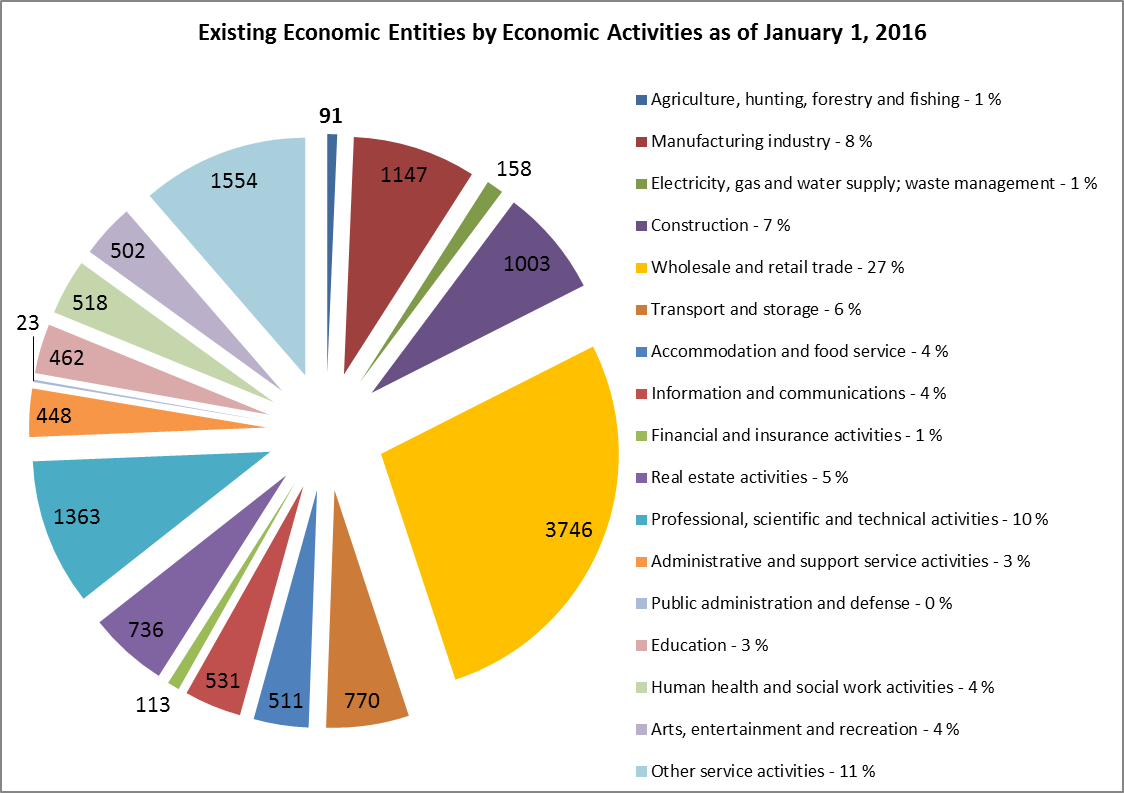 Existing Economic Entities by Economic Activities as of January 1, 2016
91
1147
158
1003
3746
770
511
531
113
736
1363
448
23
462
518
502
1554
Agriculture, hunting, forestry and fishing - 1 %
Manufacturing industry - 8 %
Electricity, gas and water supply; waste management - 1 %
Construction - 7 %
Wholesale and retail trade - 27 %
Transport and storage - 6 %
Accommodation and food service - 4 %
Information and communications - 4 %
Financial and insurance activities - 1 %
Real estate activities - 5 %
Professional, scientific and technical activities - 10 %
Administrative and support service activities - 3 %
Public administration and defense - 0 %
Education - 3 %
Human health and social work activities - 4 %
Arts, entertainment and recreation - 4 %
Other service activities - 11 %